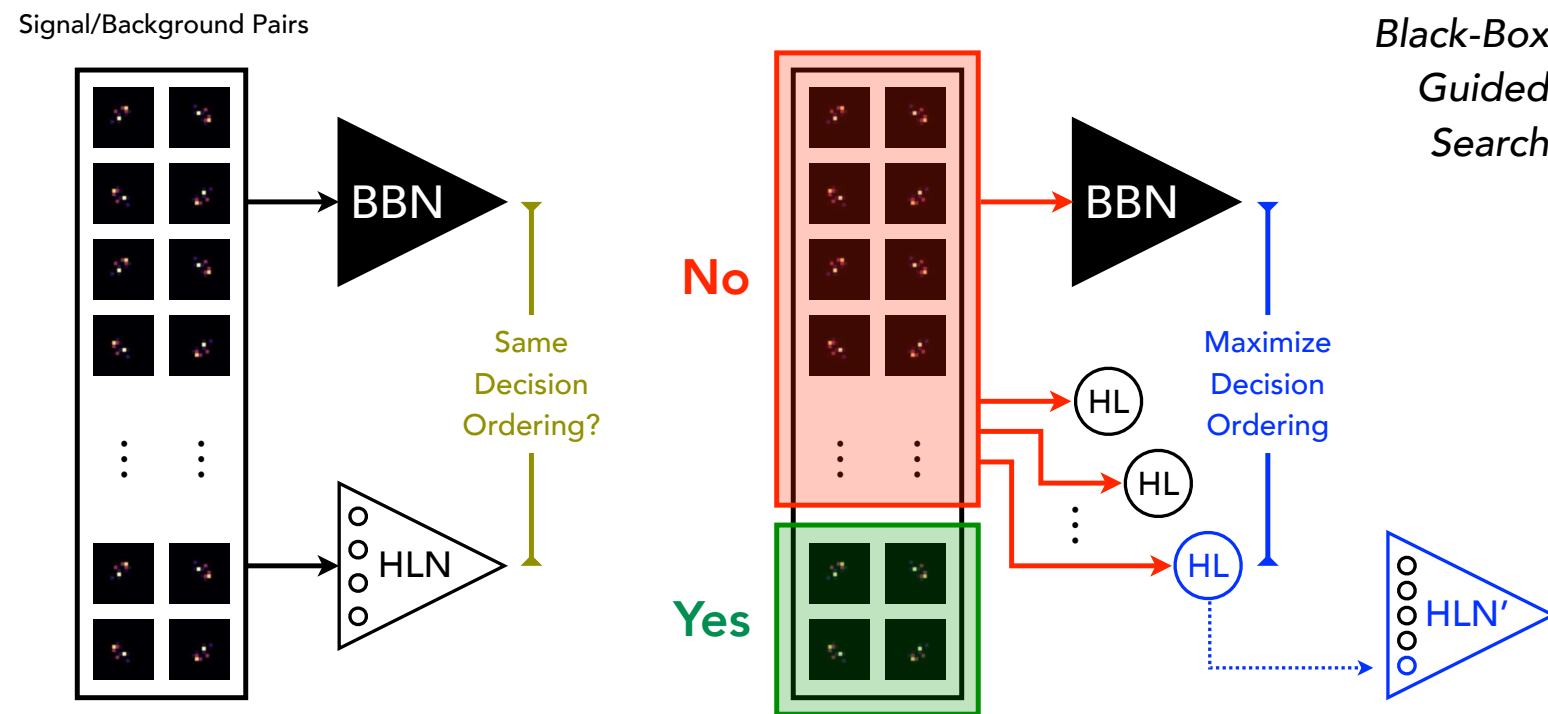 Signal/Background Pairs
BBN
Same
Decision
Ordering?
HLN
No
Yes
BBN
HL
HL
HL
Maximize
Decision
Ordering
HLN’
Black-Box
Guided
Search